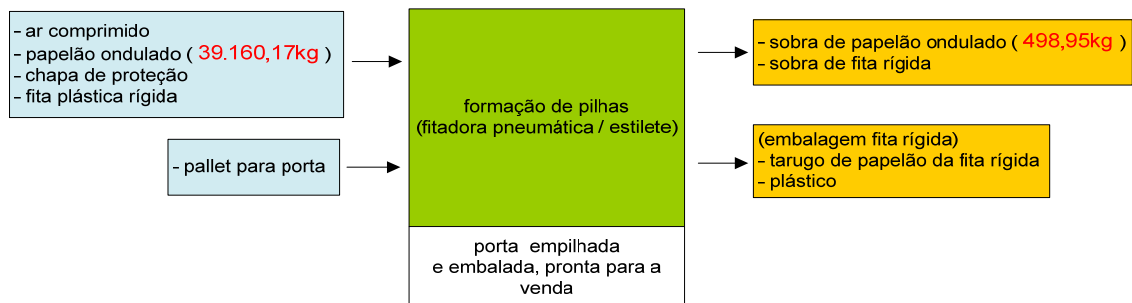 - ar comprimido
- papelão ondulado ( 39.160,17kg )
- chapa de proteção
- fita plástica rígida
- pallet para porta
formação de pilhas
(fitadora pneumática / estilete)
porta empilhada
e embalada, pronta para a
venda
- sobra de papelão ondulado ( 498,95kg )
- sobra de fita rígida
(embalagem fita rígida)
- tarugo de papelão da fita rígida
- plástico